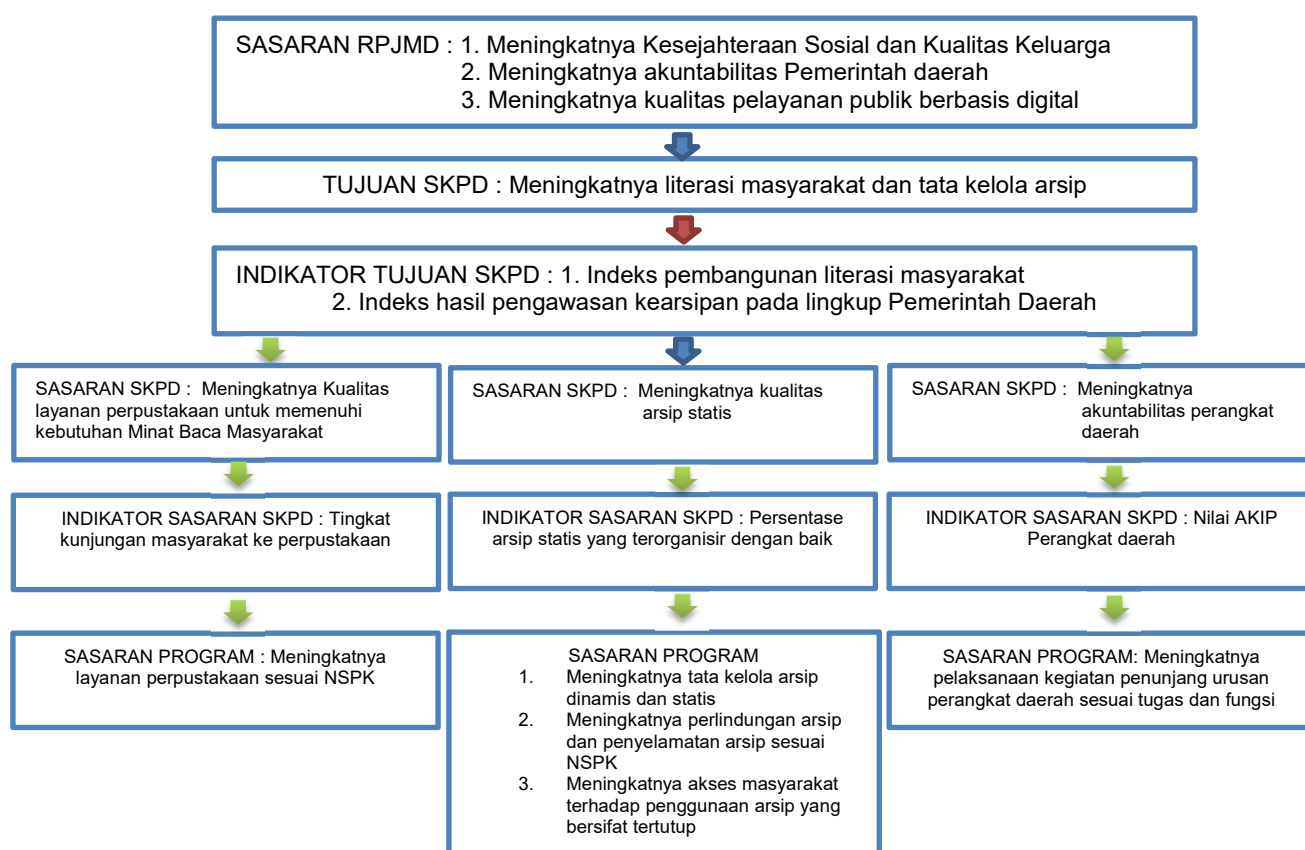 SASARAN RPJMD : 1. Meningkatnya Kesejahteraan Sosial dan Kualitas Keluarga
2. Meningkatnya akuntabilitas Pemerintah daerah
3. Meningkatnya kualitas pelayanan publik berbasis digital
TUJUAN SKPD : Meningkatnya literasi masyarakat dan tata kelola arsip
INDIKATOR TUJUAN SKPD : 1. Indeks pembangunan literasi masyarakat
2. Indeks hasil pengawasan kearsipan pada lingkup Pemerintah Daerah
SASARAN SKPD : Meningkatnya Kualitas
layanan perpustakaan untuk memenuhi
kebutuhan Minat Baca Masyarakat
SASARAN SKPD : Meningkatnya kualitas
arsip statis
SASARAN SKPD : Meningkatnya
akuntabilitas perangkat
daerah
INDIKATOR SASARAN SKPD : Tingkat
kunjungan masyarakat ke perpustakaan
INDIKATOR SASARAN SKPD : Persentase
arsip statis yang terorganisir dengan baik
INDIKATOR SASARAN SKPD : Nilai AKIP
Perangkat daerah
SASARAN PROGRAM : Meningkatnya
layanan perpustakaan sesuai NSPK
SASARAN PROGRAM
1. Meningkatnya tata kelola arsip
dinamis dan statis
2. Meningkatnya perlindungan arsip
dan penyelamatan arsip sesuai
NSPK
3. Meningkatnya akses masyarakat
terhadap penggunaan arsip yang
bersifat tertutup
SASARAN PROGRAM: Meningkatnya
pelaksanaan kegiatan penunjang urusan
perangkat daerah sesuai tugas dan fungsi